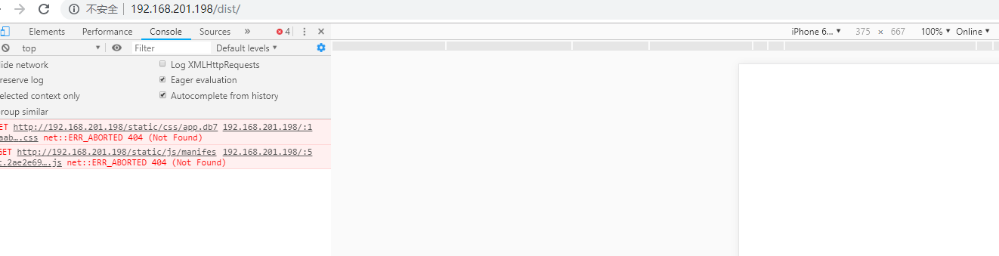 不安全 192.168.201.198/dist/
Elements Performance Console Sources » 4 iPhone 6... 375 × 667 100% Online
top Filter Default levels
ide network Log XMLHttpRequests
reserve log Eager evaluation
elected context only Autocomplete from history
roup similar
ET http://192.168.201.198/static/css/app.db7 192.168.201.198/:1
aab….css net::ERR_ABORTED 404 (Not Found)
GET http://192.168.201.198/static/js/manifes 192.168.201.198/:5
t.2ae2e69….js net::ERR_ABORTED 404 (Not Found)